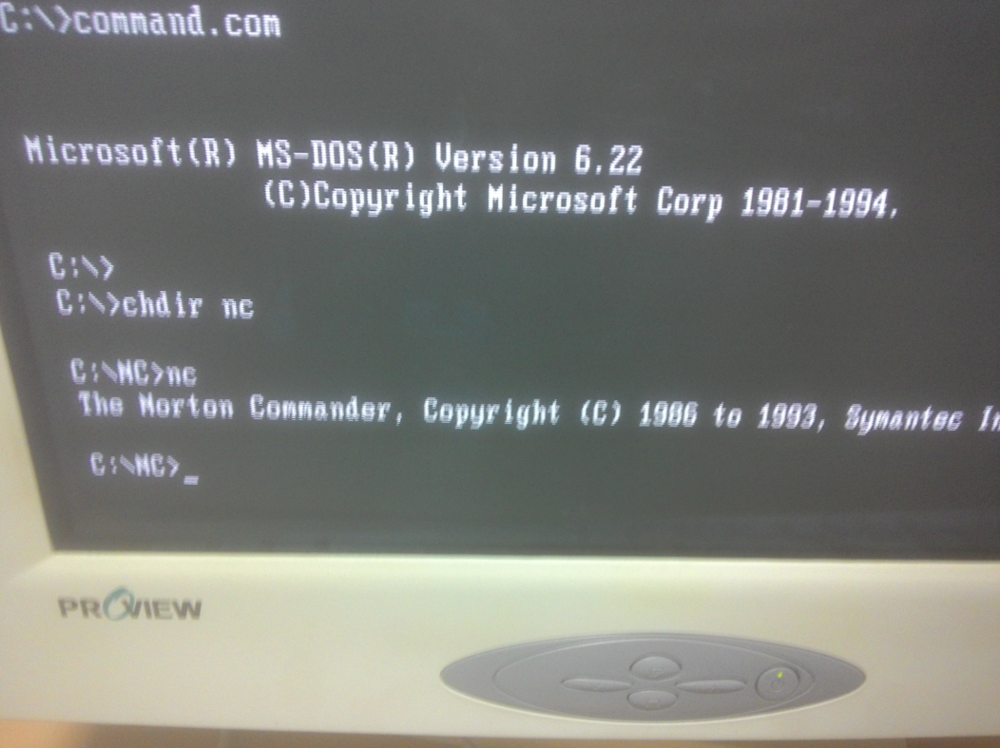 C:\>command.com
Microsoft(R) MS-DOS(R) Version 6.22
(C)Copyright Microsoft Corp 1981-1994.
C:\>
C:\>chdir nc
C:\NC>nc
The Norton Commander, Copyright (C) 1986 to 1993, Symantec In
C:\NC>_
PROVIEW